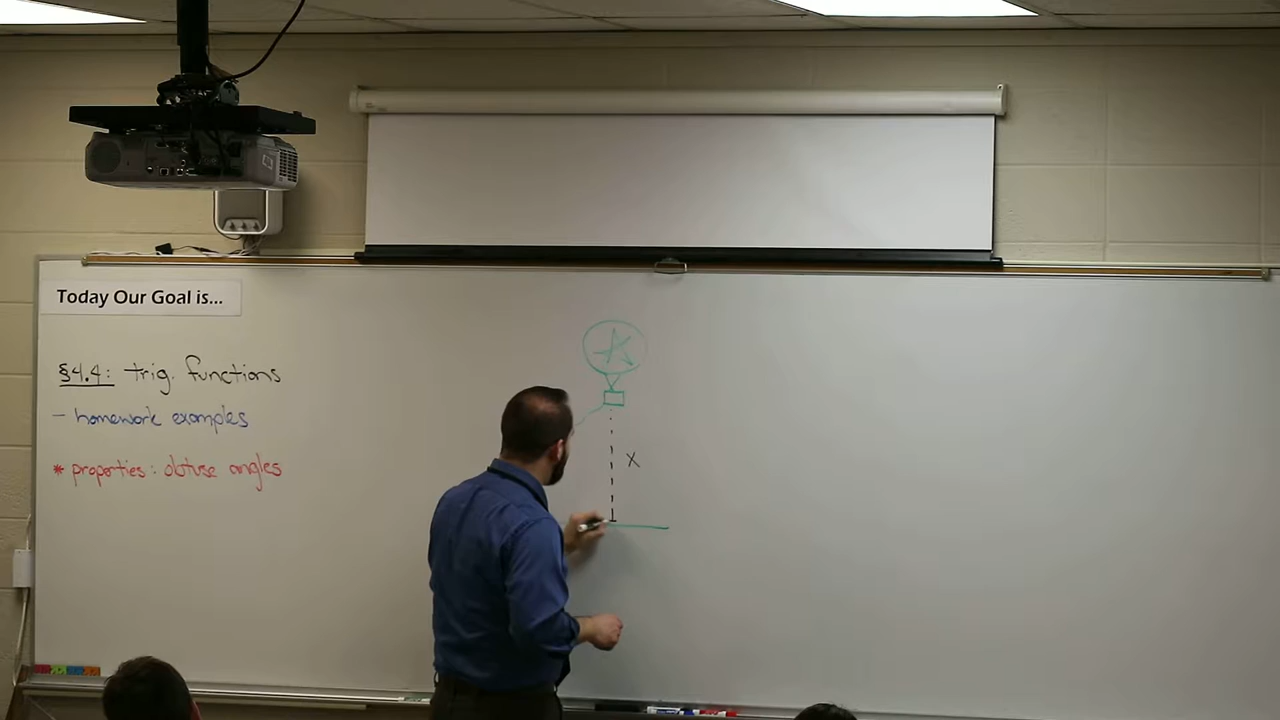 Today Our Goal is...
§4.4: trig. functions
- homework examples
* properties: obtuse angles
x